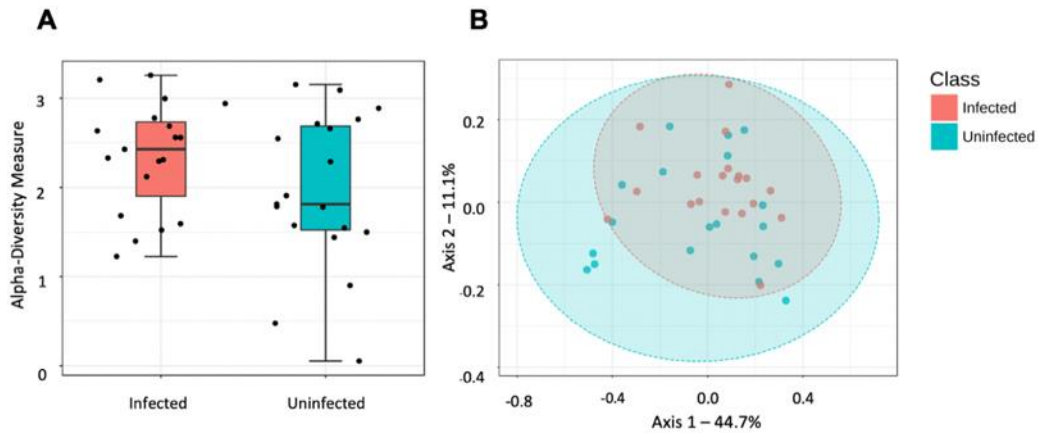 A
B
Alpha-Diversity Measure
3
2
1
0
Infected
Uninfected
Axis 2 – 11.1%
0.2
0.0
-0.2
-0.4
-0.8
-0.4
0.0
0.4
Axis 1 – 44.7%
Class
Infected
Uninfected